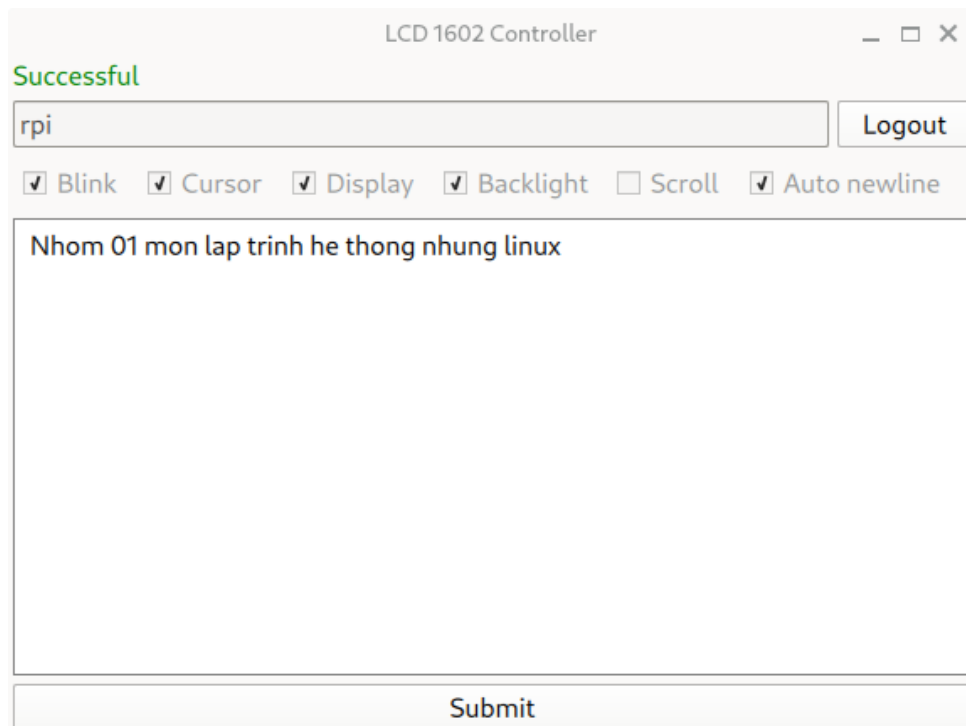 LCD 1602 Controller
Successful
rpi Logout
Blink Cursor Display Backlight Scroll Auto newline
Nhom 01 mon lap trinh he thong nhung linux
Submit